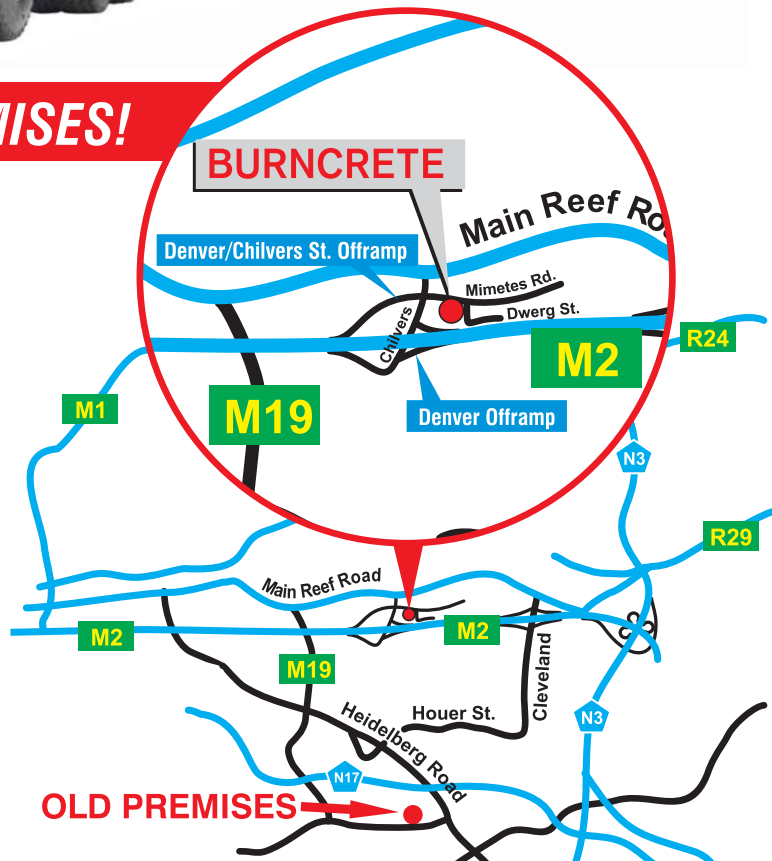 MISES!
BURNCRETE
Main Reef Ro
Denver/Chilvers St. Offramp
Mimetes Rd.
Dwerg St.
Chilvers
M2
R24
M1
M19
Denver Offramp
N3
R29
Main Reef Road
M2
M2
M19
Cleveland
Houer St.
Heidelberg Road
N3
N17
OLD PREMISES